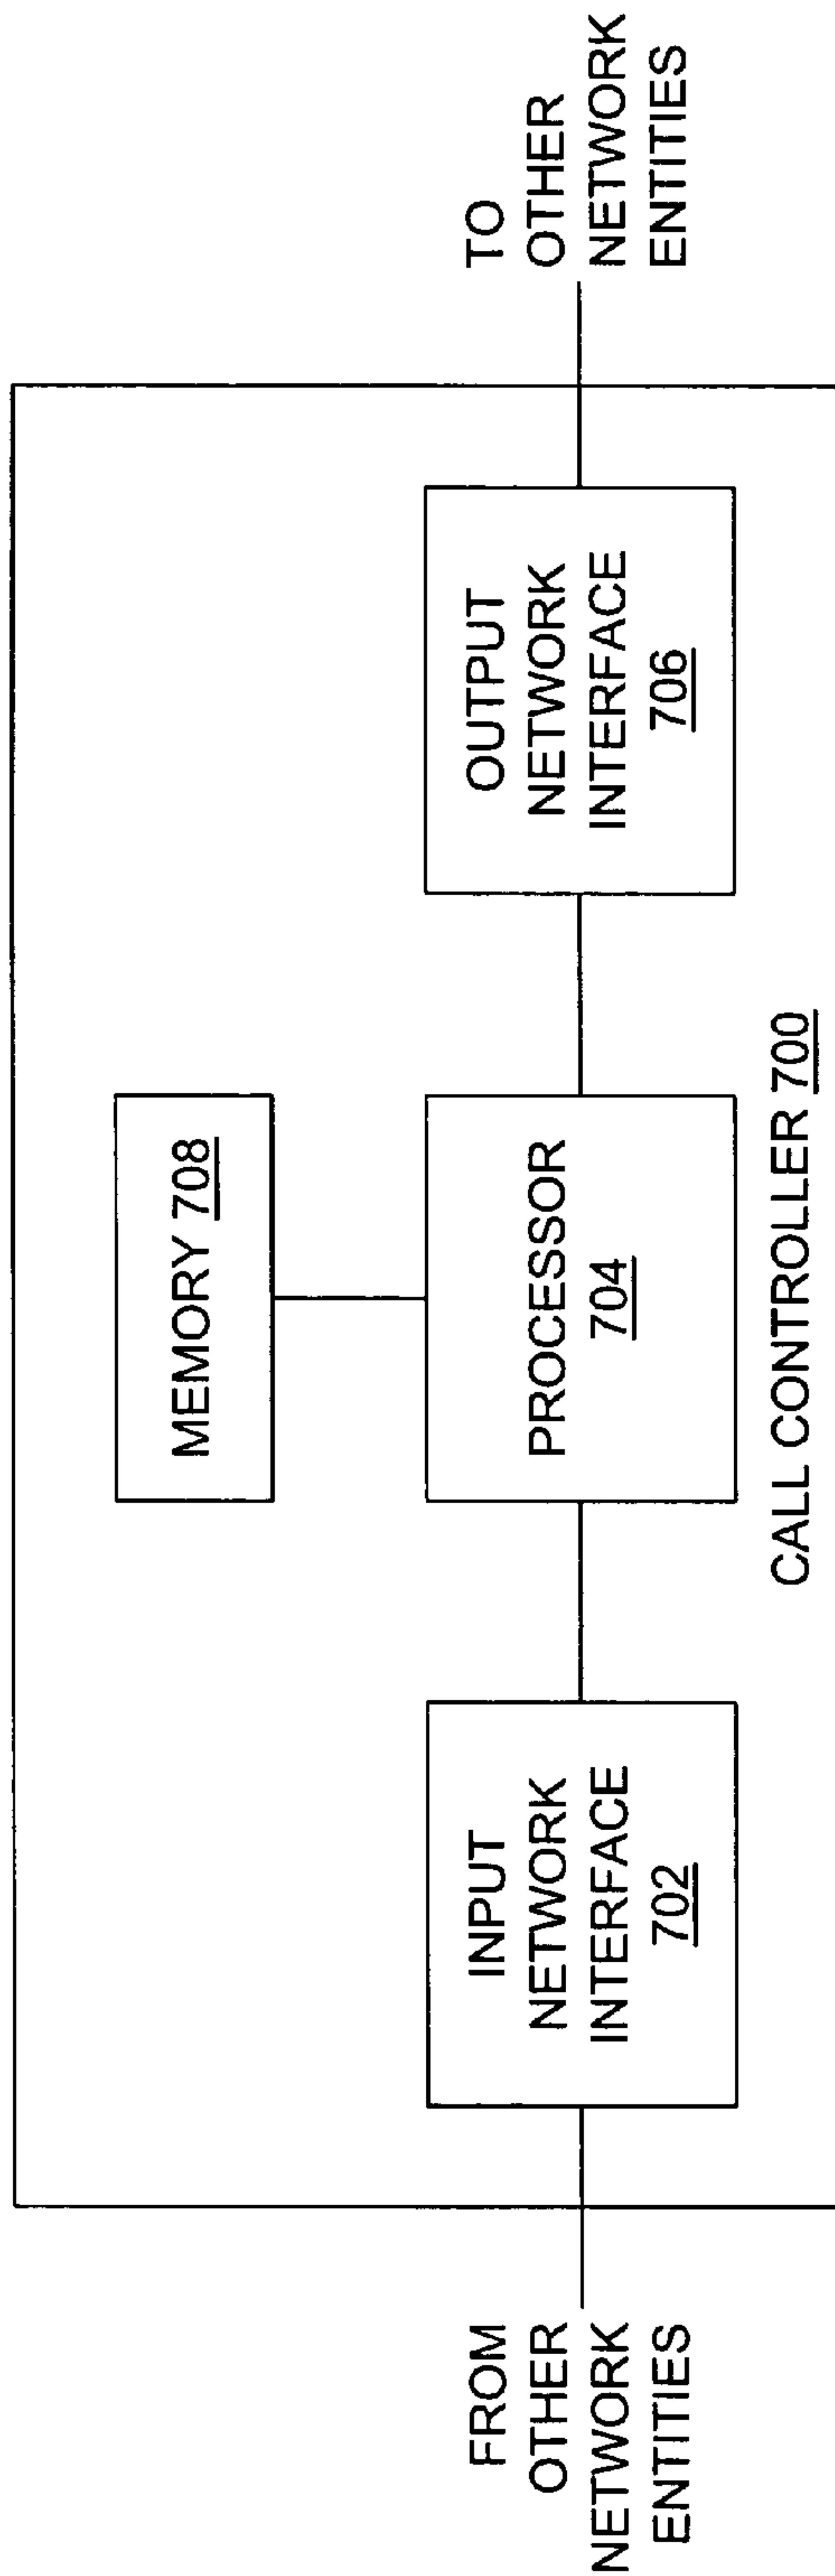 MEMORY 708
FROM
OTHER
NETWORK
ENTITIES
INPUT
NETWORK
INTERFACE
702
PROCESSOR
704
OUTPUT
NETWORK
INTERFACE
706
TO
OTHER
NETWORK
ENTITIES
CALL CONTROLLER 700